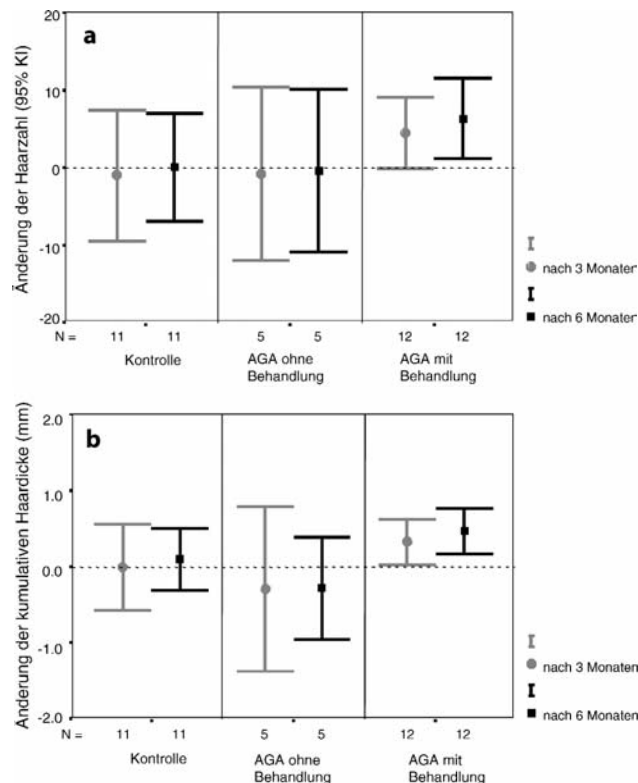 a
Änderung der Haarzahl (95% KI)
20
10
0
-10
-20
N = 11 11 5 5 12 12
Kontrolle
AGA ohne
Behandlung
AGA mit
Behandlung
nach 3 Monaten
nach 6 Monaten
b
Änderung der kumulativen Haardicke (mm)
2.0
1.0
0.0
-1.0
-2.0
N = 11 11 5 5 12 12
Kontrolle
AGA ohne
Behandlung
AGA mit
Behandlung
nach 3 Monaten
nach 6 Monaten